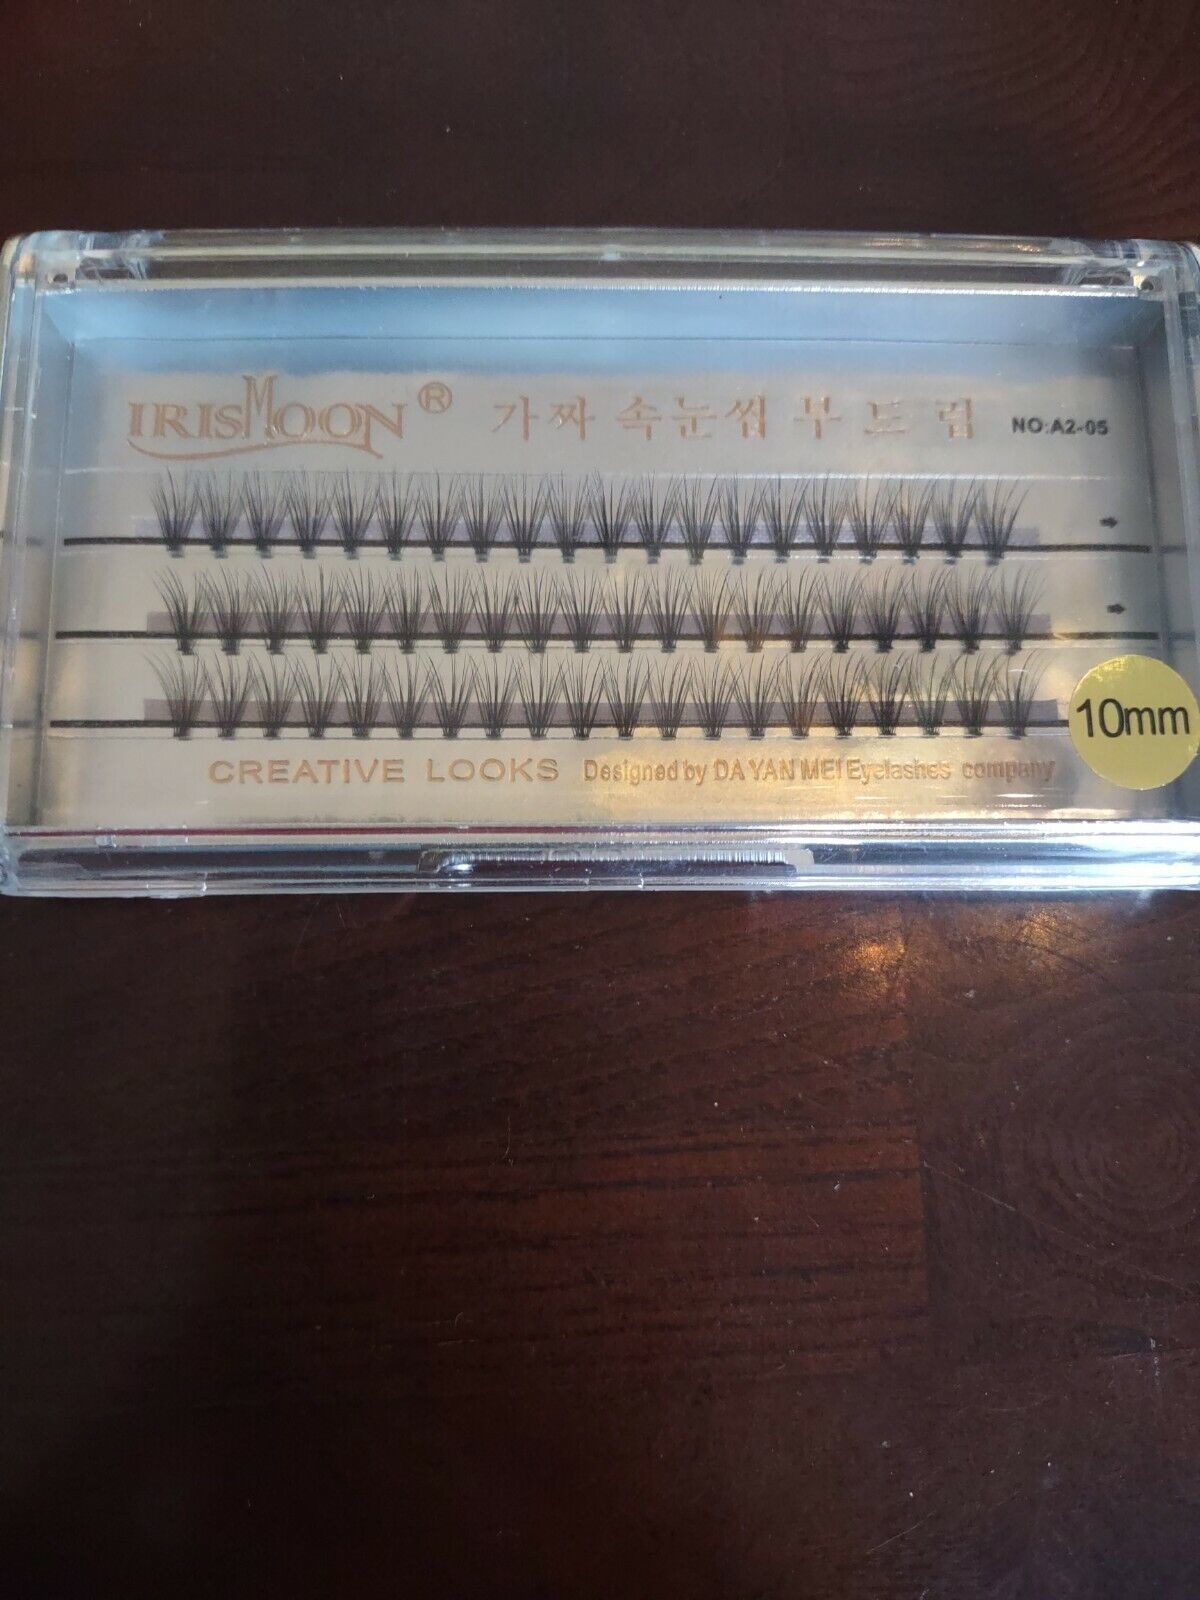 IRISMOON® 가짜 속눈썹 부드럽 NO:A2-05
10mm
CREATIVE LOOKS Designed by DA YAN MEI Eyelashes company